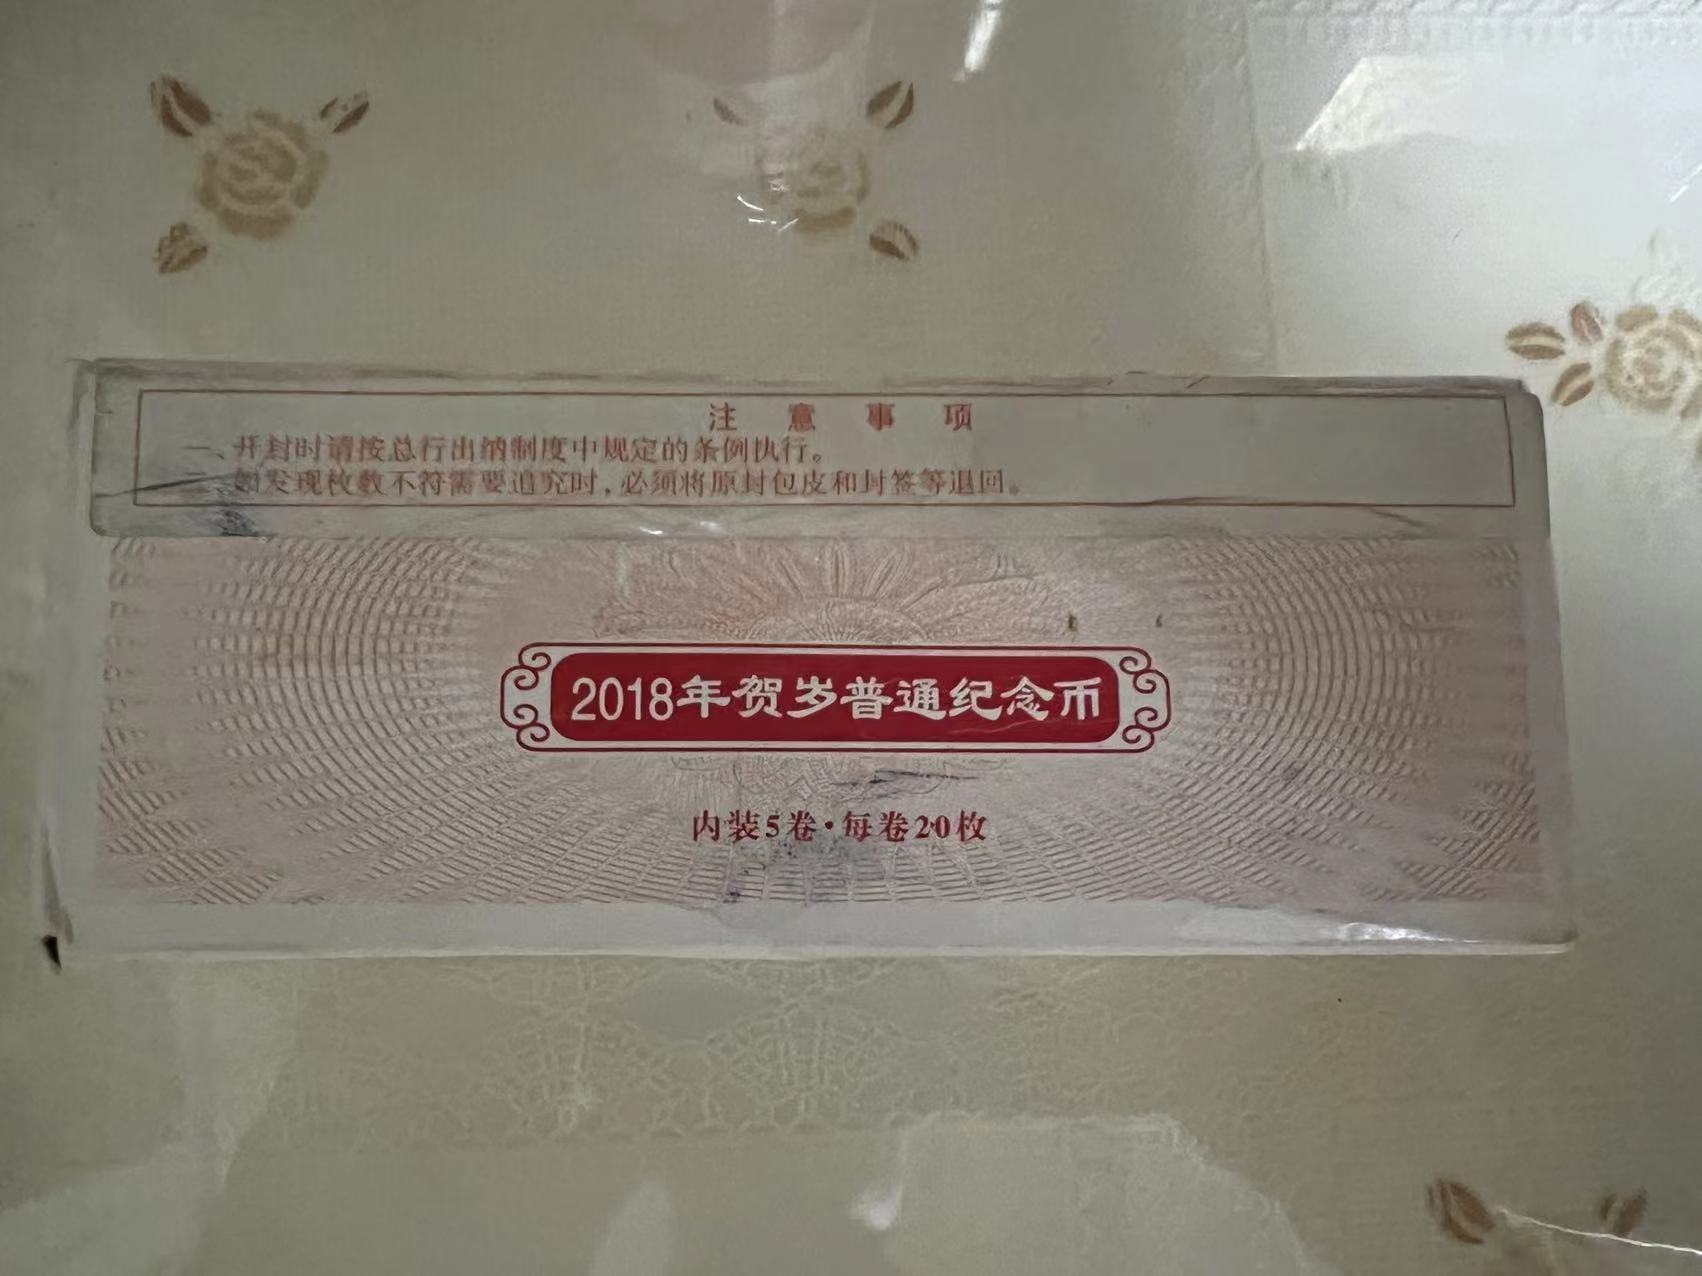 注意事项
一、开封时请按总行出纳制度中规定的条例执行。
二、如发现枚数不符需要追究时，必须将原封包皮和封签等退回。
2018年贺岁普通纪念币
内装5卷·每卷20枚